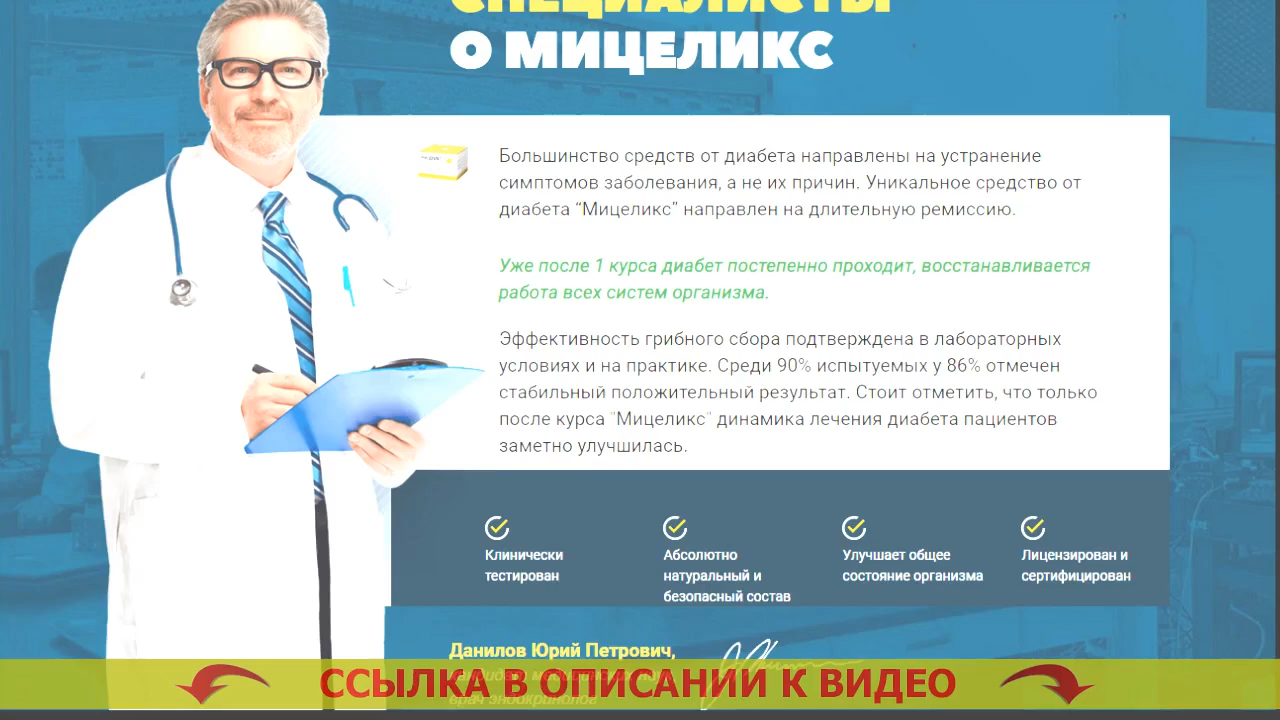 СПЕЦИАЛИСТЫ
О МИЦЕЛИКС
Большинство средств от диабета направлены на устранение
симптомов заболевания, а не их причин. Уникальное средство от
диабета “Мицеликс” направлен на длительную ремиссию.
Уже после 1 курса диабет постепенно проходит, восстанавливается
работа всех систем организма.
Эффективность грибного сбора подтверждена в лабораторных
условиях и на практике. Среди 90% испытуемых у 86% отмечен
стабильный положительный результат. Стоит отметить, что только
после курса "Мицеликс" динамика лечения диабета пациентов
заметно улучшилась.
Клинически
тестирован
Абсолютно
натуральный и
безопасный состав
Улучшает общее
состояние организма
Лицензирован и
сертифицирован
Данилов Юрий Петрович,
ССЫЛКА В ОПИСАНИИ К ВИДЕО
врач эндокринолог